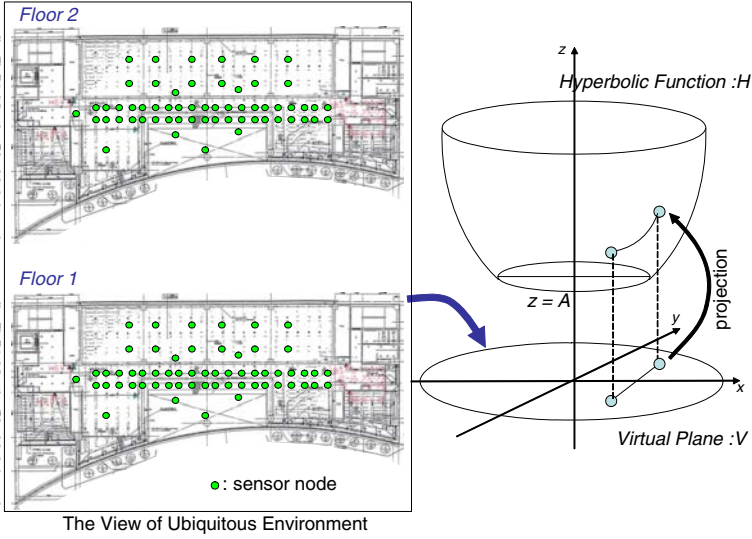 Floor 2
Floor 1
: sensor node
The View of Ubiquitous Environment
z
Hyperbolic Function :H
z = A
projection
y
x
Virtual Plane :V